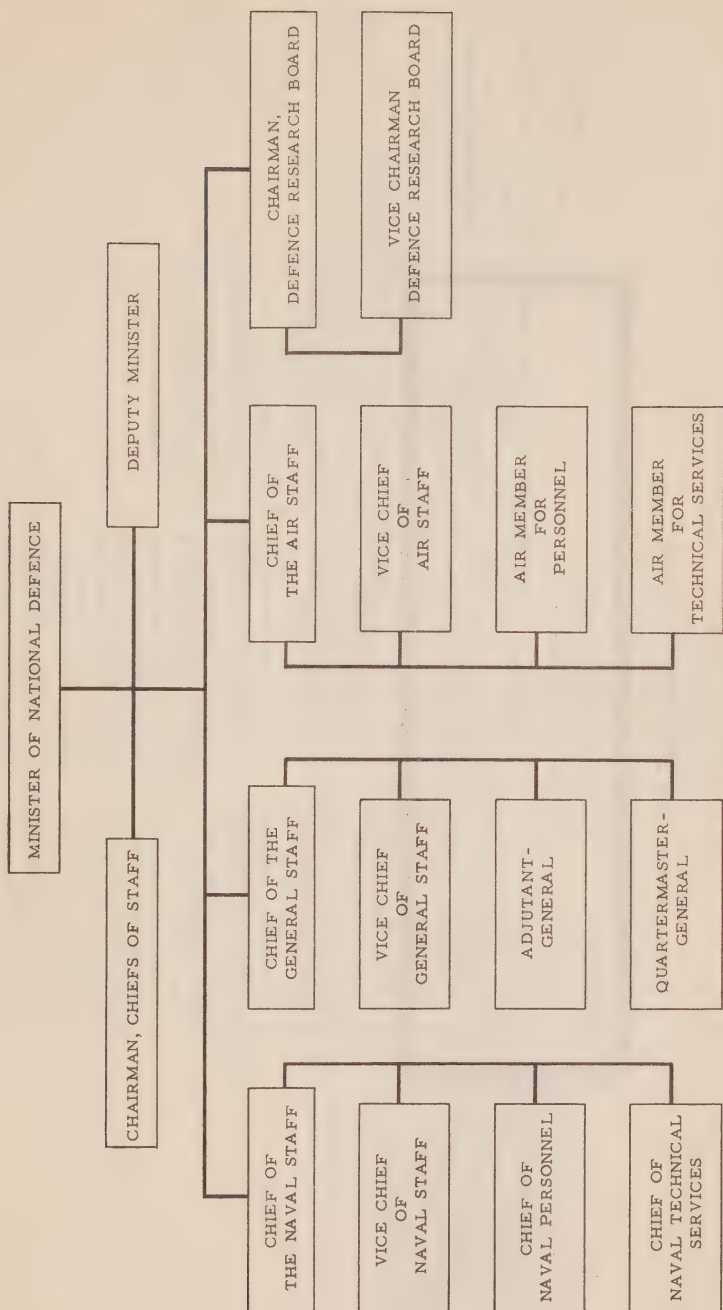 MINISTER OF NATIONAL DEFENCE
CHAIRMAN, CHIEFS OF STAFF
DEPUTY MINISTER
CHIEF OF
THE NAVAL STAFF
VICE CHIEF
OF
NAVAL STAFF
CHIEF OF
NAVAL PERSONNEL
CHIEF OF
NAVAL TECHNICAL
SERVICES
CHIEF OF THE
GENERAL STAFF
VICE CHIEF
OF
GENERAL STAFF
ADJUTANT-
GENERAL
QUARTERMASTER-
GENERAL
CHIEF OF
THE AIR STAFF
VICE CHIEF
OF
AIR STAFF
AIR MEMBER
FOR
PERSONNEL
AIR MEMBER
FOR
TECHNICAL SERVICES
CHAIRMAN,
DEFENCE RESEARCH BOARD
VICE CHAIRMAN
DEFENCE RESEARCH BOARD